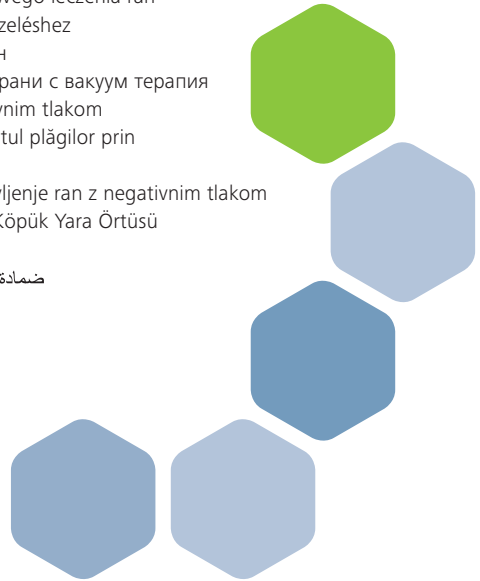 wego leczenia ran
zeléshez
н
рани с вакуум терапия
vnim tlakom
tul plăgilor prin
ljenje ran z negativnim tlakom
Köpük Yara Örtüsü
ضمادة